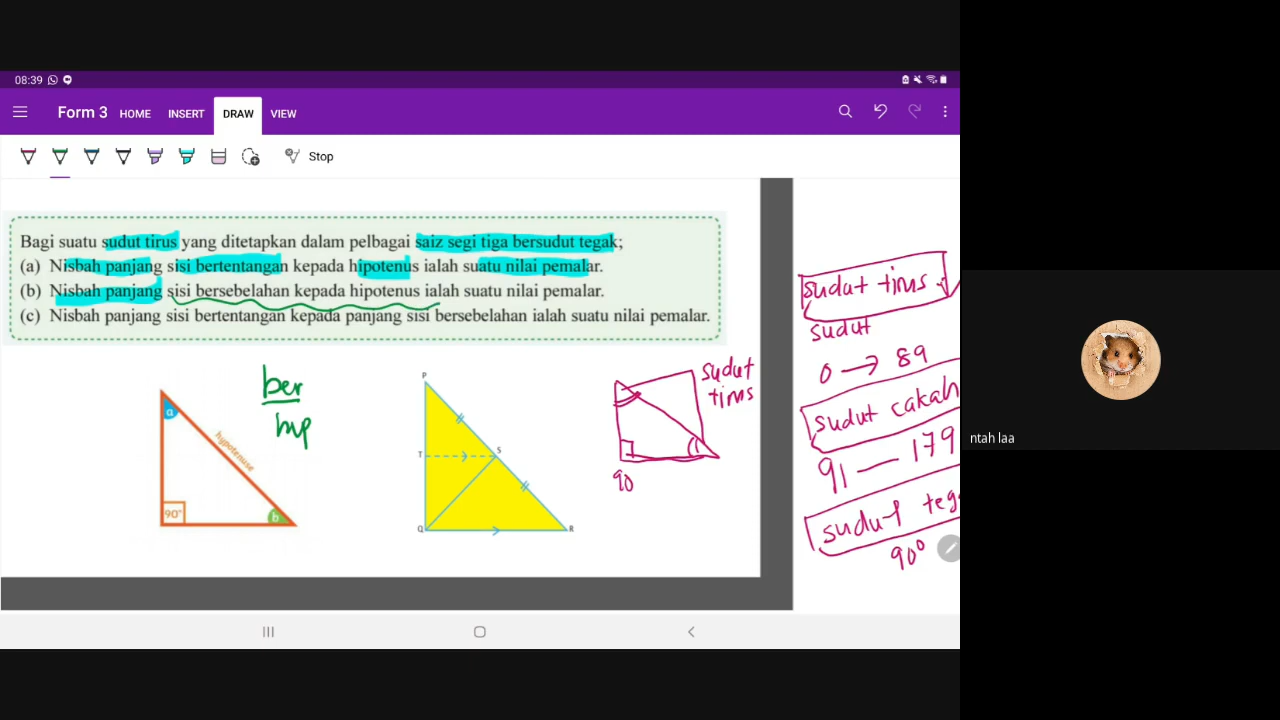 08:39
Form 3 HOME INSERT DRAW VIEW
Stop
Bagi suatu sudut tirus yang ditetapkan dalam pelbagai saiz segi tiga bersudut tegak;
(a) Nisbah panjang sisi bertentangan kepada hipotenus ialah suatu nilai pemalar.
(b) Nisbah panjang sisi bersebelahan kepada hipotenus ialah suatu nilai pemalar.
(c) Nisbah panjang sisi bertentangan kepada panjang sisi bersebelahan ialah suatu nilai pemalar.
a
hypotenuse
90°
b
ber
hip
P
T
S
Q
R
sudut
tirus
90
sudut tirus
sudut
0 → 89
sudut cakah
91 — 179
sudut teg
90°
ntah laa